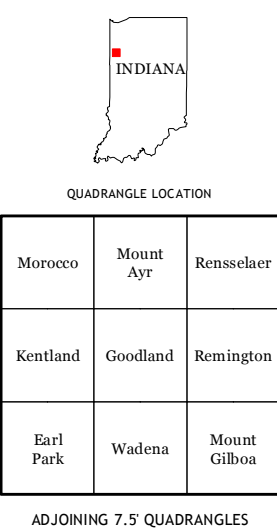 INDIANA
QUADRANGLE LOCATION
Morocco
Mount
Ayr
Rensselaer
Kentland
Goodland
Remington
Earl
Park
Wadena
Mount
Gilboa
ADJOINING 7.5' QUADRANGLES